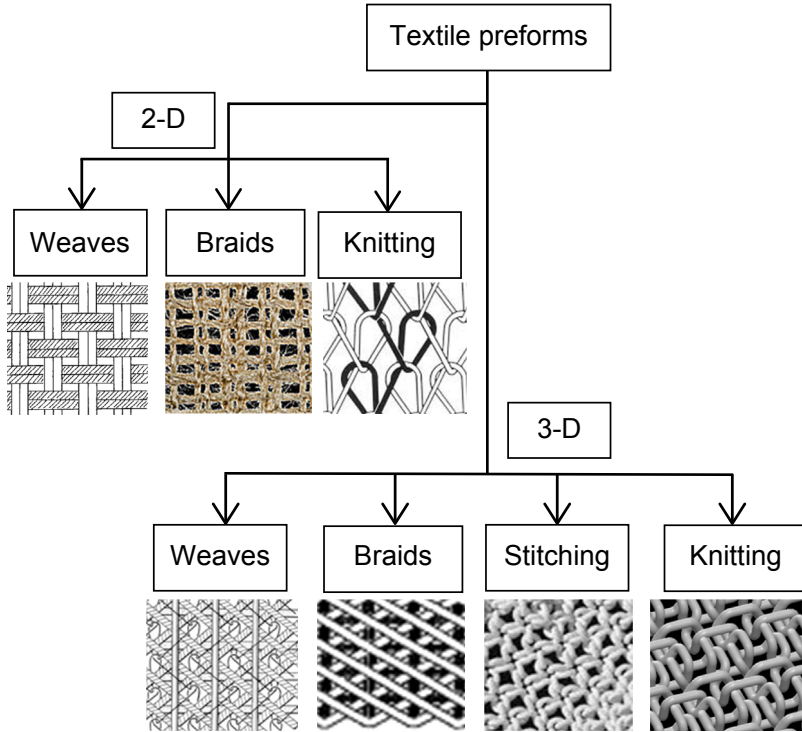 Textile preforms
2-D
Weaves
Braids
Knitting
3-D
Weaves
Braids
Stitching
Knitting